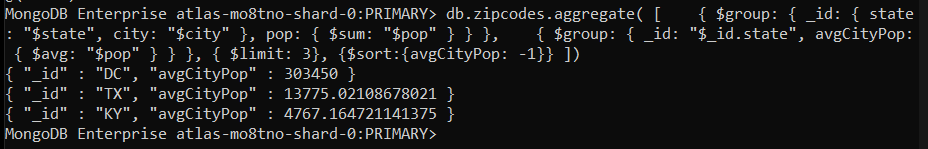 MongoDB Enterprise atlas-mo8tno-shard-0:PRIMARY> db.zipcodes.aggregate( [    { $group: { _id: { state
: "$state", city: "$city" }, pop: { $sum: "$pop" } } },    { $group: { _id: "$_id.state", avgCityPop:
 { $avg: "$pop" } } }, { $limit: 3}, {$sort:{avgCityPop: -1}} ])
{ "_id" : "DC", "avgCityPop" : 303450 }
{ "_id" : "TX", "avgCityPop" : 13775.02108678021 }
{ "_id" : "KY", "avgCityPop" : 4767.164721141375 }
MongoDB Enterprise atlas-mo8tno-shard-0:PRIMARY>